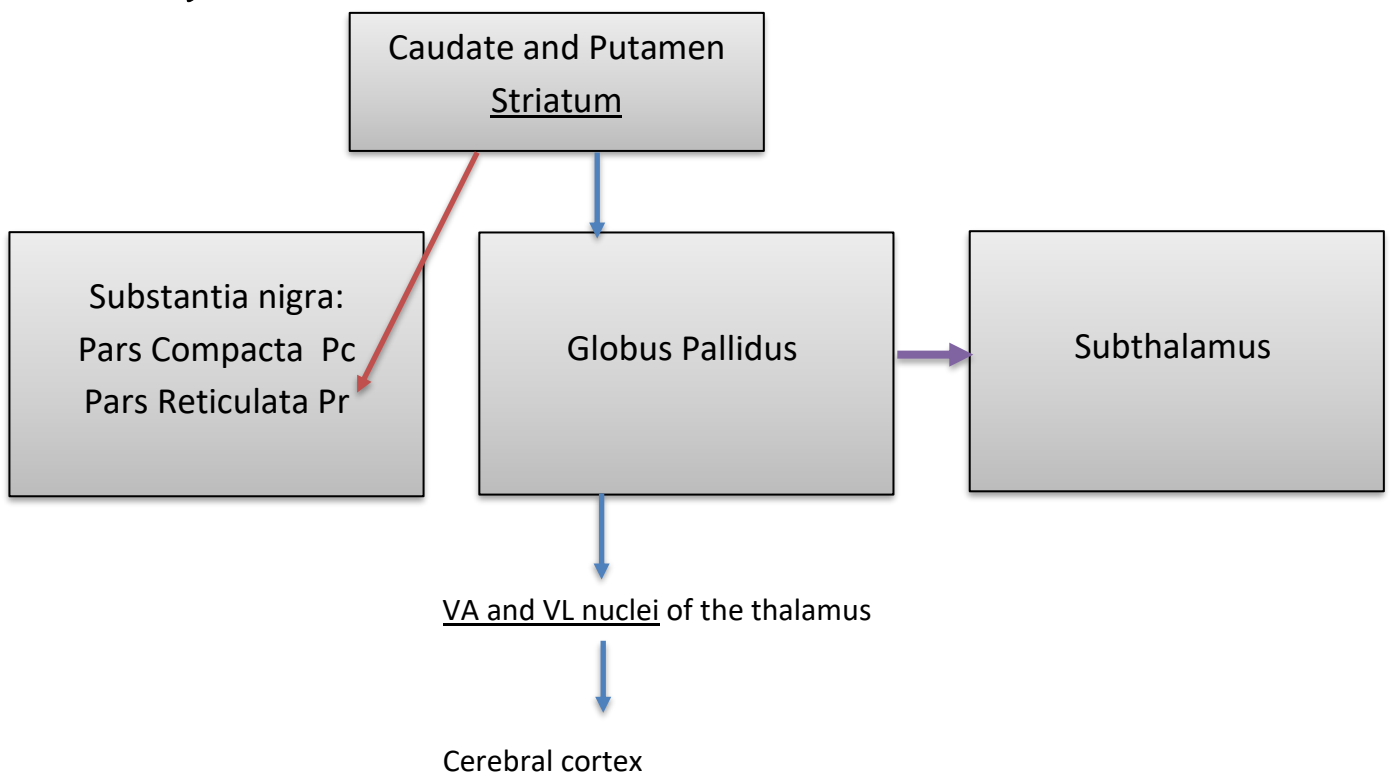 Caudate and Putamen
Striatum
Substantia nigra:
Pars Compacta Pc
Pars Reticulata Pr
Globus Pallidus
Subthalamus
VA and VL nuclei of the thalamus
Cerebral cortex